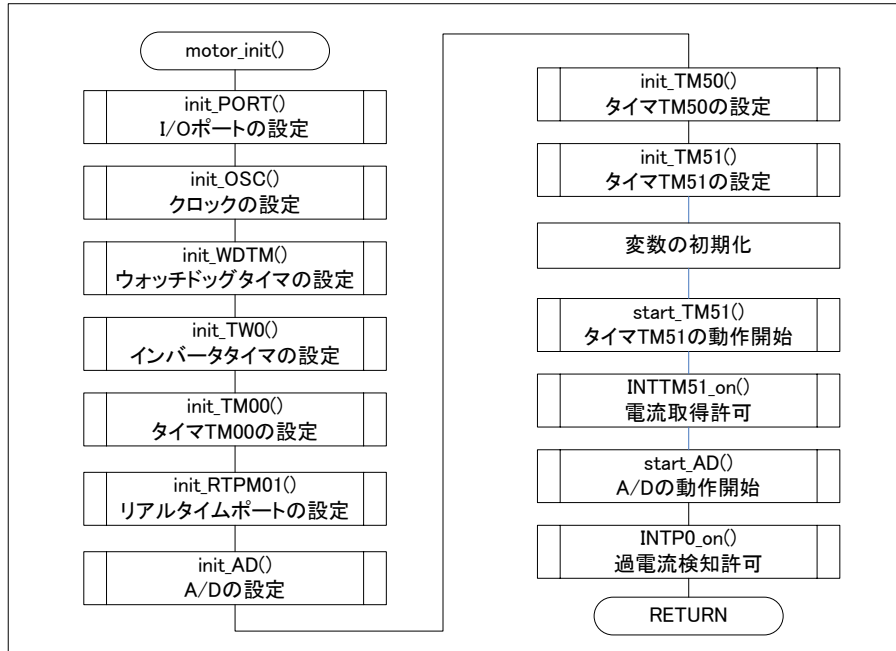 motor_init()
init_PORT()
I/Oポートの設定
init_OSC()
クロックの設定
init_WDTM()
ウォッチドッグタイマの設定
init_TW0()
インバータタイマの設定
init_TM00()
タイマTM00の設定
init_RTPM01()
リアルタイムポートの設定
init_AD()
A/Dの設定
init_TM50()
タイマTM50の設定
init_TM51()
タイマTM51の設定
変数の初期化
start_TM51()
タイマTM51の動作開始
INTTM51_on()
電流取得許可
start_AD()
A/Dの動作開始
INTP0_on()
過電流検知許可
RETURN